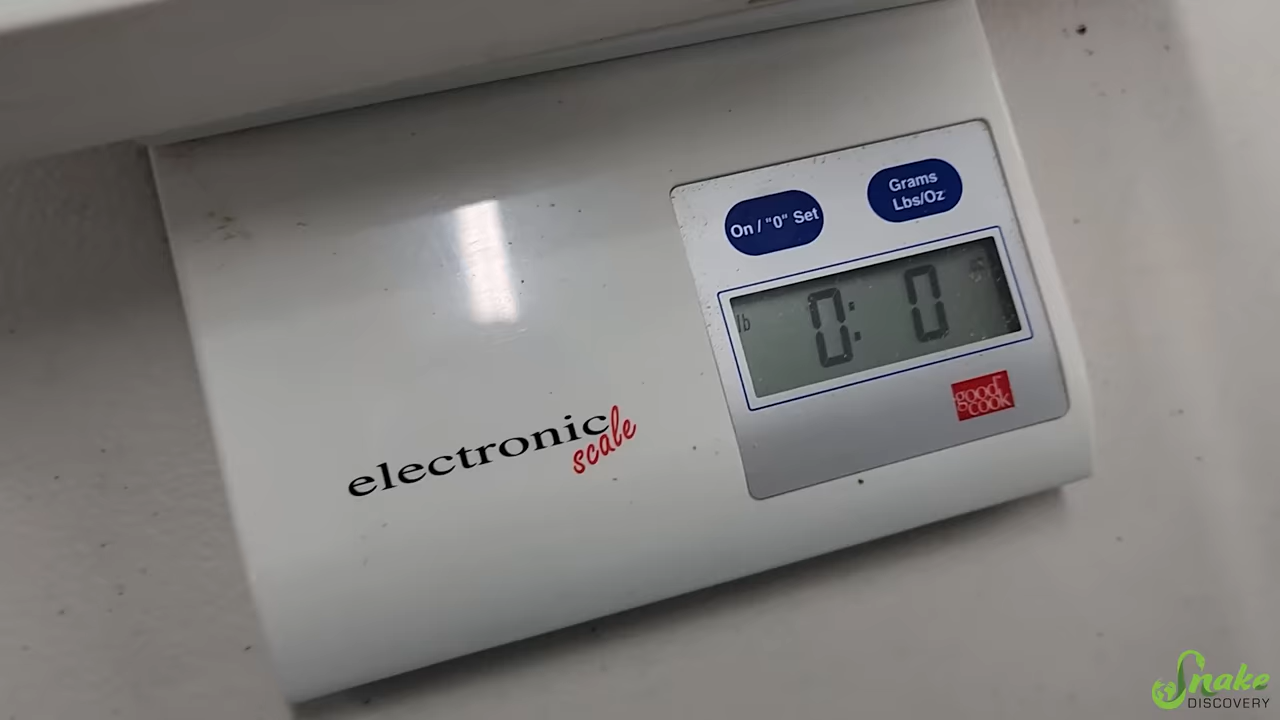 On / "0" Set
Grams
Lbs/Oz
lb
0: 0
good
cook
electronic
scale
Snake
DISCOVERY